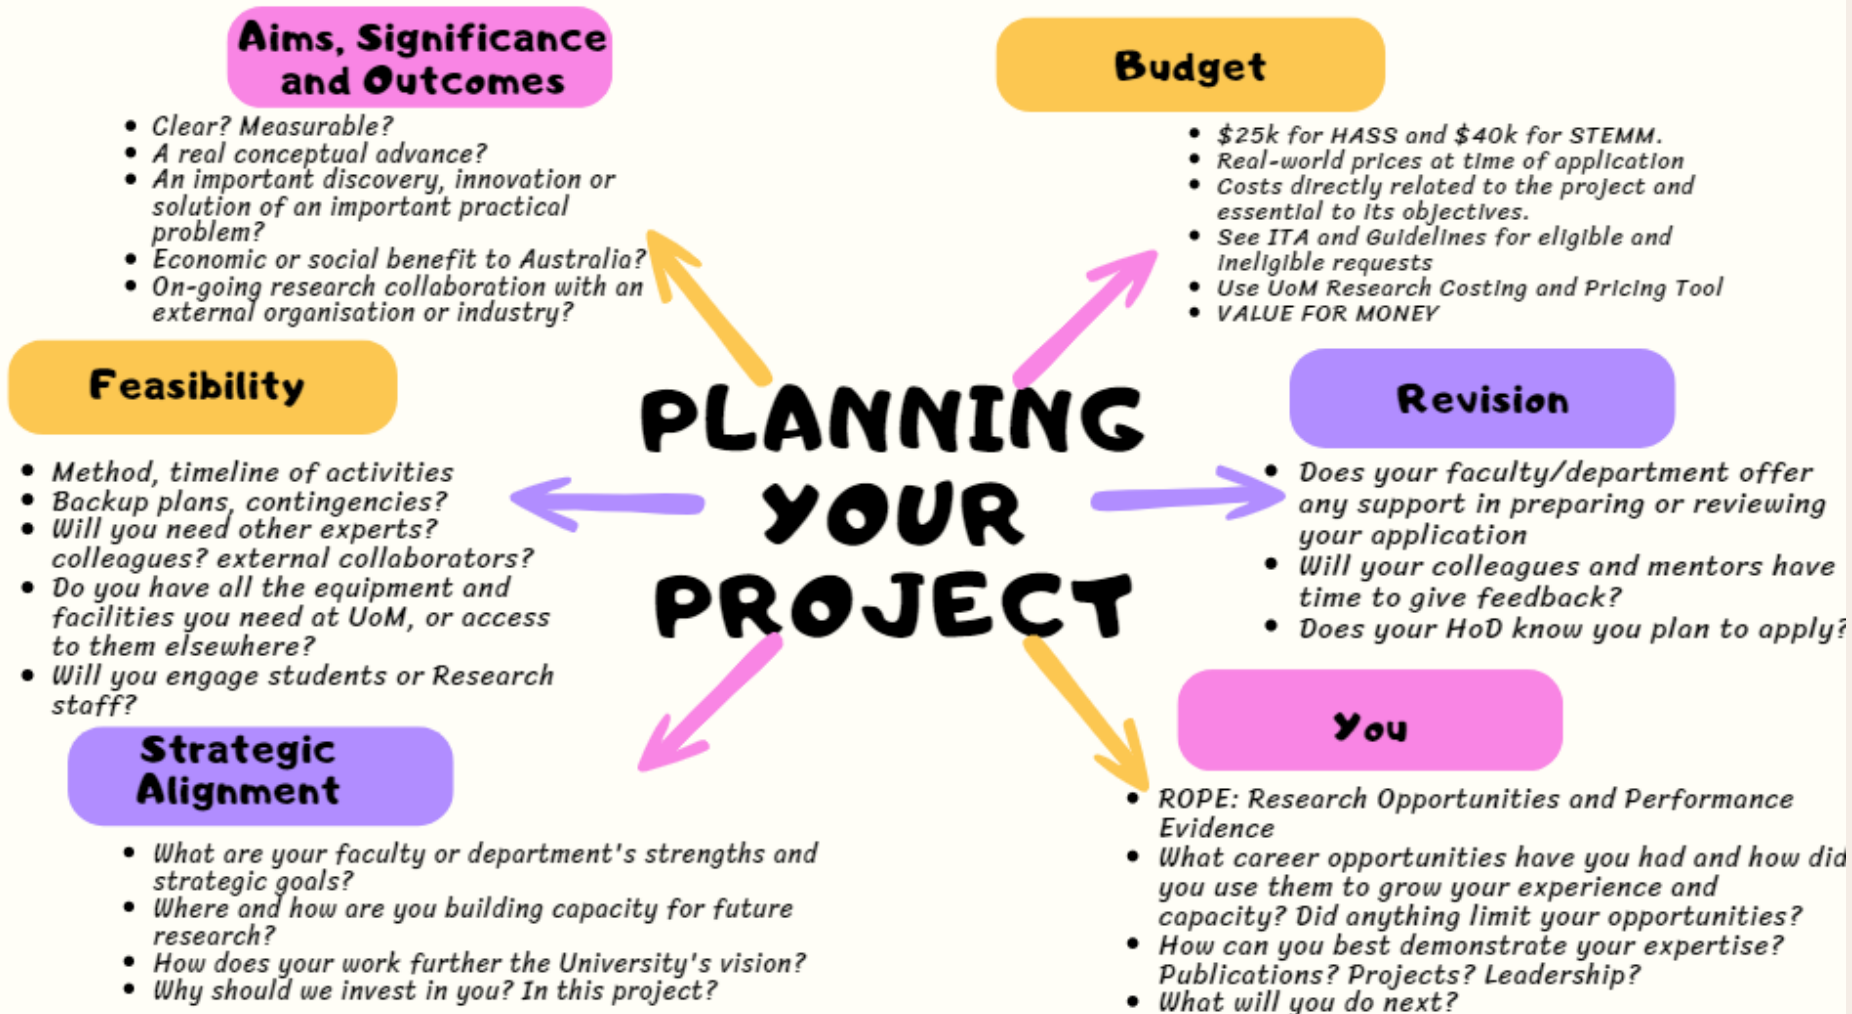 Aims, Significance
and Outcomes
• Clear? Measurable?
• A real conceptual advance?
• An important discovery, innovation or
solution of an important practical
problem?
• Economic or social benefit to Australia?
• On-going research collaboration with an
external organisation or industry?
Budget
• $25k for HASS and $40k for STEMM.
• Real-world prices at time of application
• Costs directly related to the project and
essential to its objectives.
• See ITA and Guidelines for eligible and
ineligible requests
• Use UoM Research Costing and Pricing Tool
• VALUE FOR MONEY
Feasibility
• Method, timeline of activities
• Backup plans, contingencies?
• Will you need other experts?
colleagues? external collaborators?
• Do you have all the equipment and
facilities you need at UoM, or access
to them elsewhere?
• Will you engage students or Research
staff?
PLANNING
YOUR
PROJECT
Revision
• Does your faculty/department offer
any support in preparing or reviewing
your application
• Will your colleagues and mentors have
time to give feedback?
• Does your HoD know you plan to apply?
Strategic
Alignment
• What are your faculty or department's strengths and
strategic goals?
• Where and how are you building capacity for future
research?
• How does your work further the University's vision?
• Why should we invest in you? In this project?
You
• ROPE: Research Opportunities and Performance
Evidence
• What career opportunities have you had and how did
you use them to grow your experience and
capacity? Did anything limit your opportunities?
• How can you best demonstrate your expertise?
Publications? Projects? Leadership?
• What will you do next?